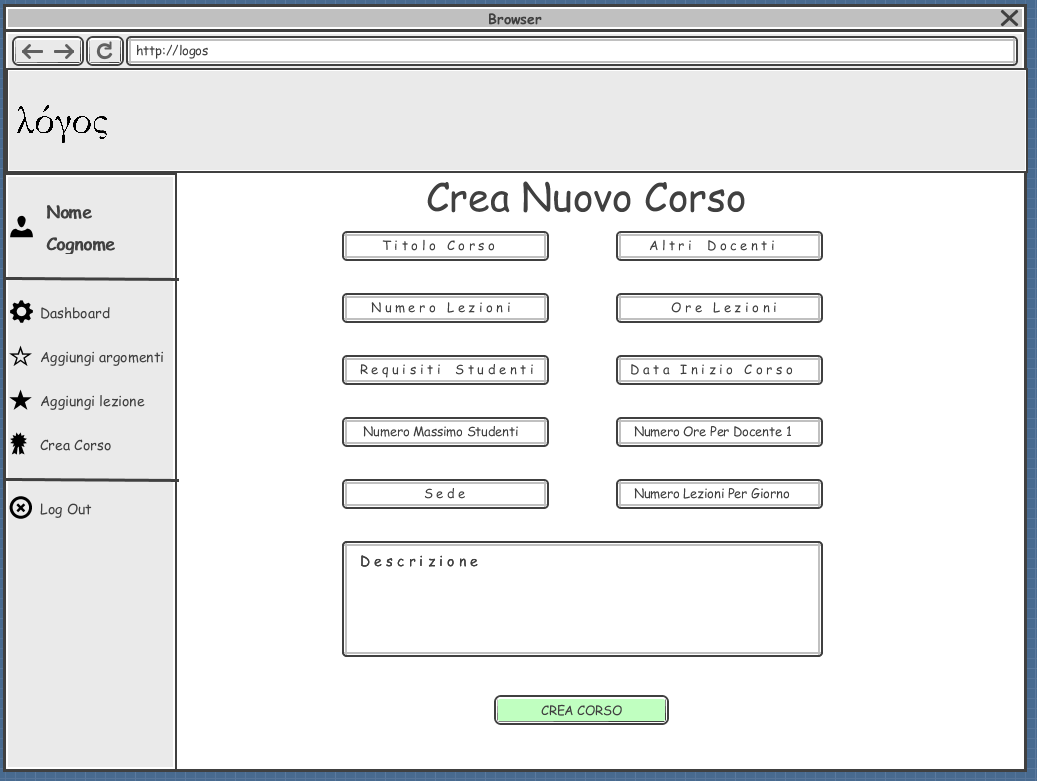 Browser
http://logos
λόγος
Nome
Cognome
Dashboard
Aggiungi argomenti
Aggiungi lezione
Crea Corso
Log Out
Crea Nuovo Corso
Titolo Corso
Altri Docenti
Numero Lezioni
Ore Lezioni
Requisiti Studenti
Data Inizio Corso
Numero Massimo Studenti
Numero Ore Per Docente 1
Sede
Numero Lezioni Per Giorno
Descrizione
CREA CORSO